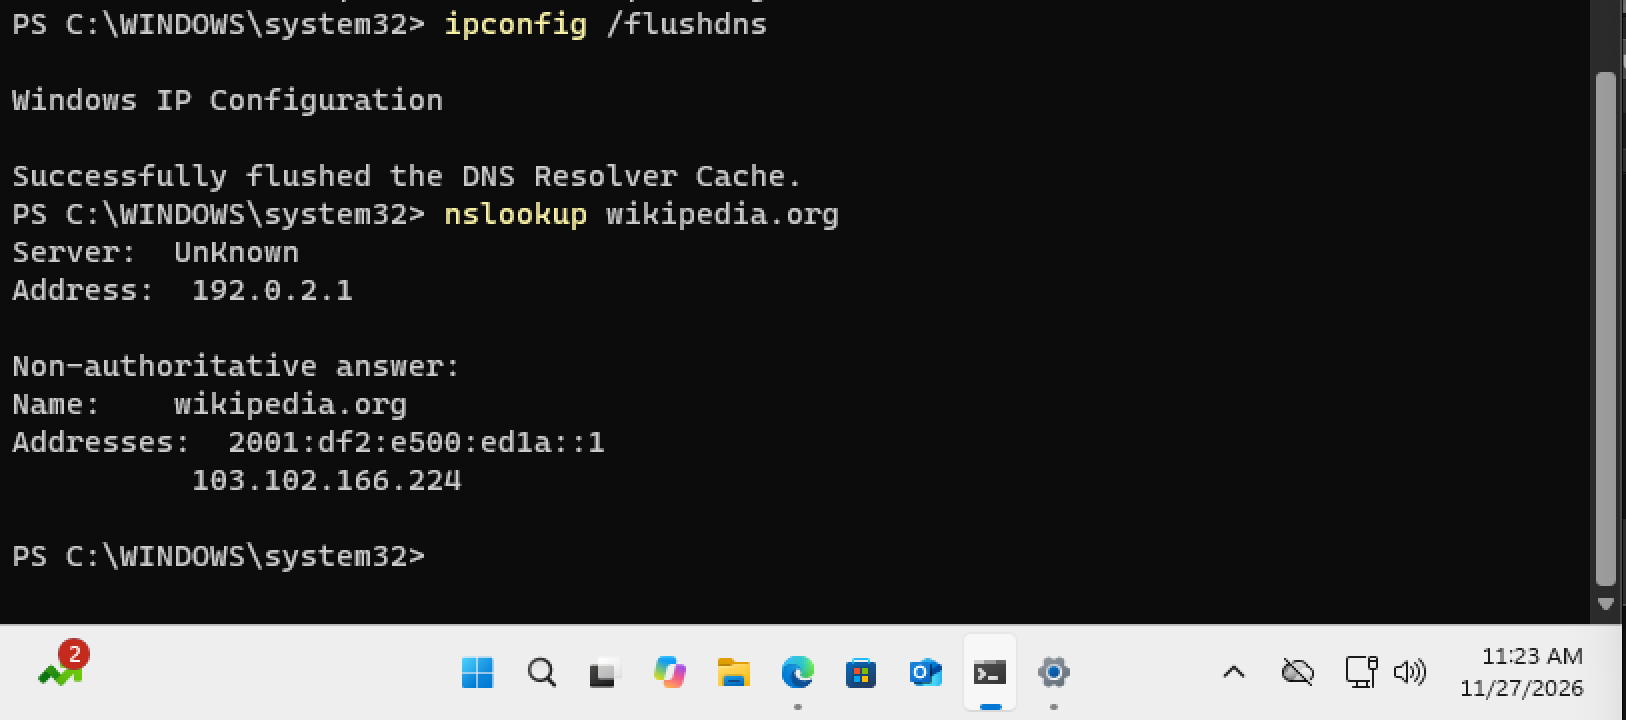 PS C:\WINDOWS\system32> ipconfig /flushdns
Windows IP Configuration
Successfully flushed the DNS Resolver Cache.
PS C:\WINDOWS\system32> nslookup wikipedia.org
Server:  UnKnown
Address:  192.0.2.1
Non-authoritative answer:
Name:    wikipedia.org
Addresses:  2001:df2:e500:ed1a::1
          103.102.166.224
PS C:\WINDOWS\system32>
2
11:23 AM
11/27/2026